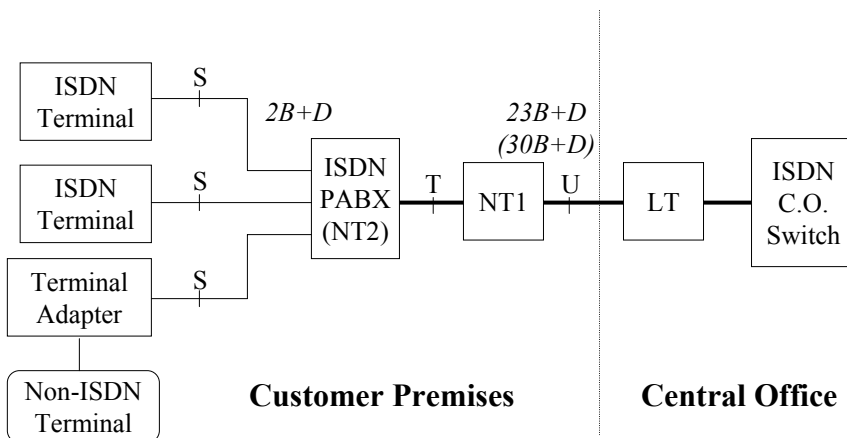 ISDN
Terminal
S
2B+D
23B+D
(30B+D)
ISDN
Terminal
S
ISDN
PABX
(NT2)
T
NT1
U
LT
ISDN
C.O.
Switch
Terminal
Adapter
S
Non-ISDN
Terminal
Customer Premises
Central Office